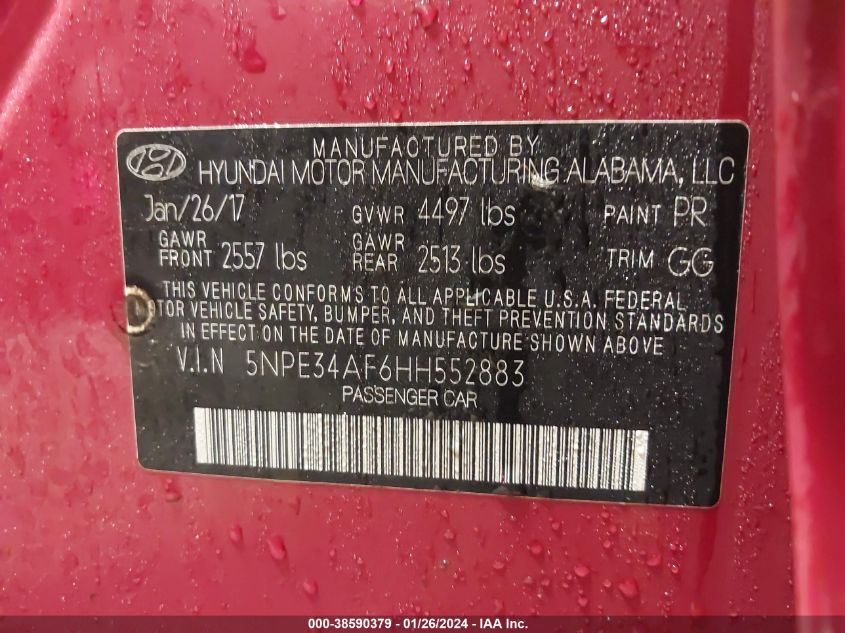 MANUFACTURED BY
HYUNDAI MOTOR MANUFACTURING ALABAMA, LLC
Jan/26/17 GVWR 4497 lbs PAINT PR
GAWR FRONT 2557 lbs GAWR REAR 2513 lbs TRIM GG
THIS VEHICLE CONFORMS TO ALL APPLICABLE U.S.A. FEDERAL
TOR VEHICLE SAFETY, BUMPER, AND THEFT PREVENTION STANDARDS
IN EFFECT ON THE DATE OF MANUFACTURE SHOWN ABOVE
V.I.N 5NPE34AF6HH552883
PASSENGER CAR
000-38590379 - 01/26/2024 - IAA Inc.